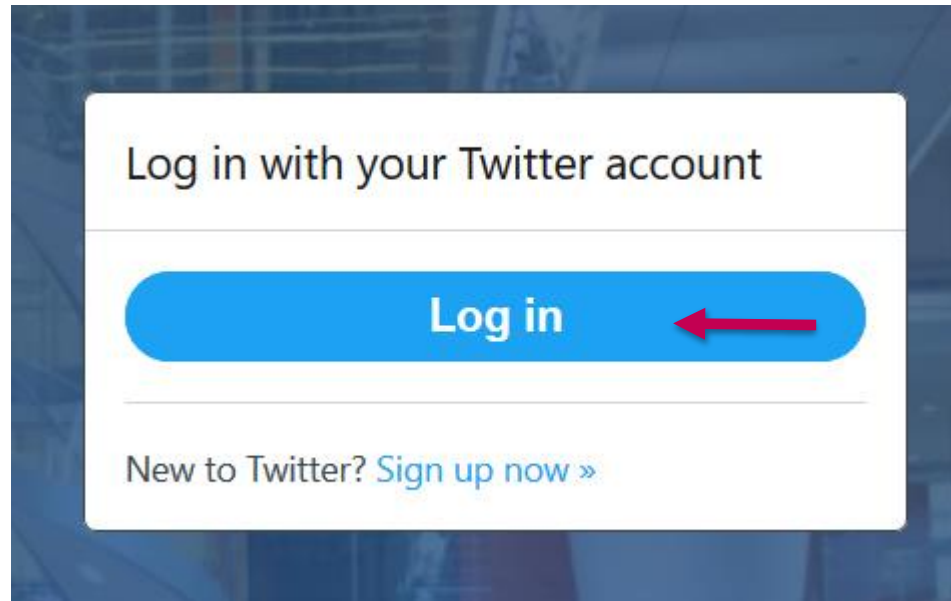 Log in with your Twitter account
Log in
New to Twitter? Sign up now »